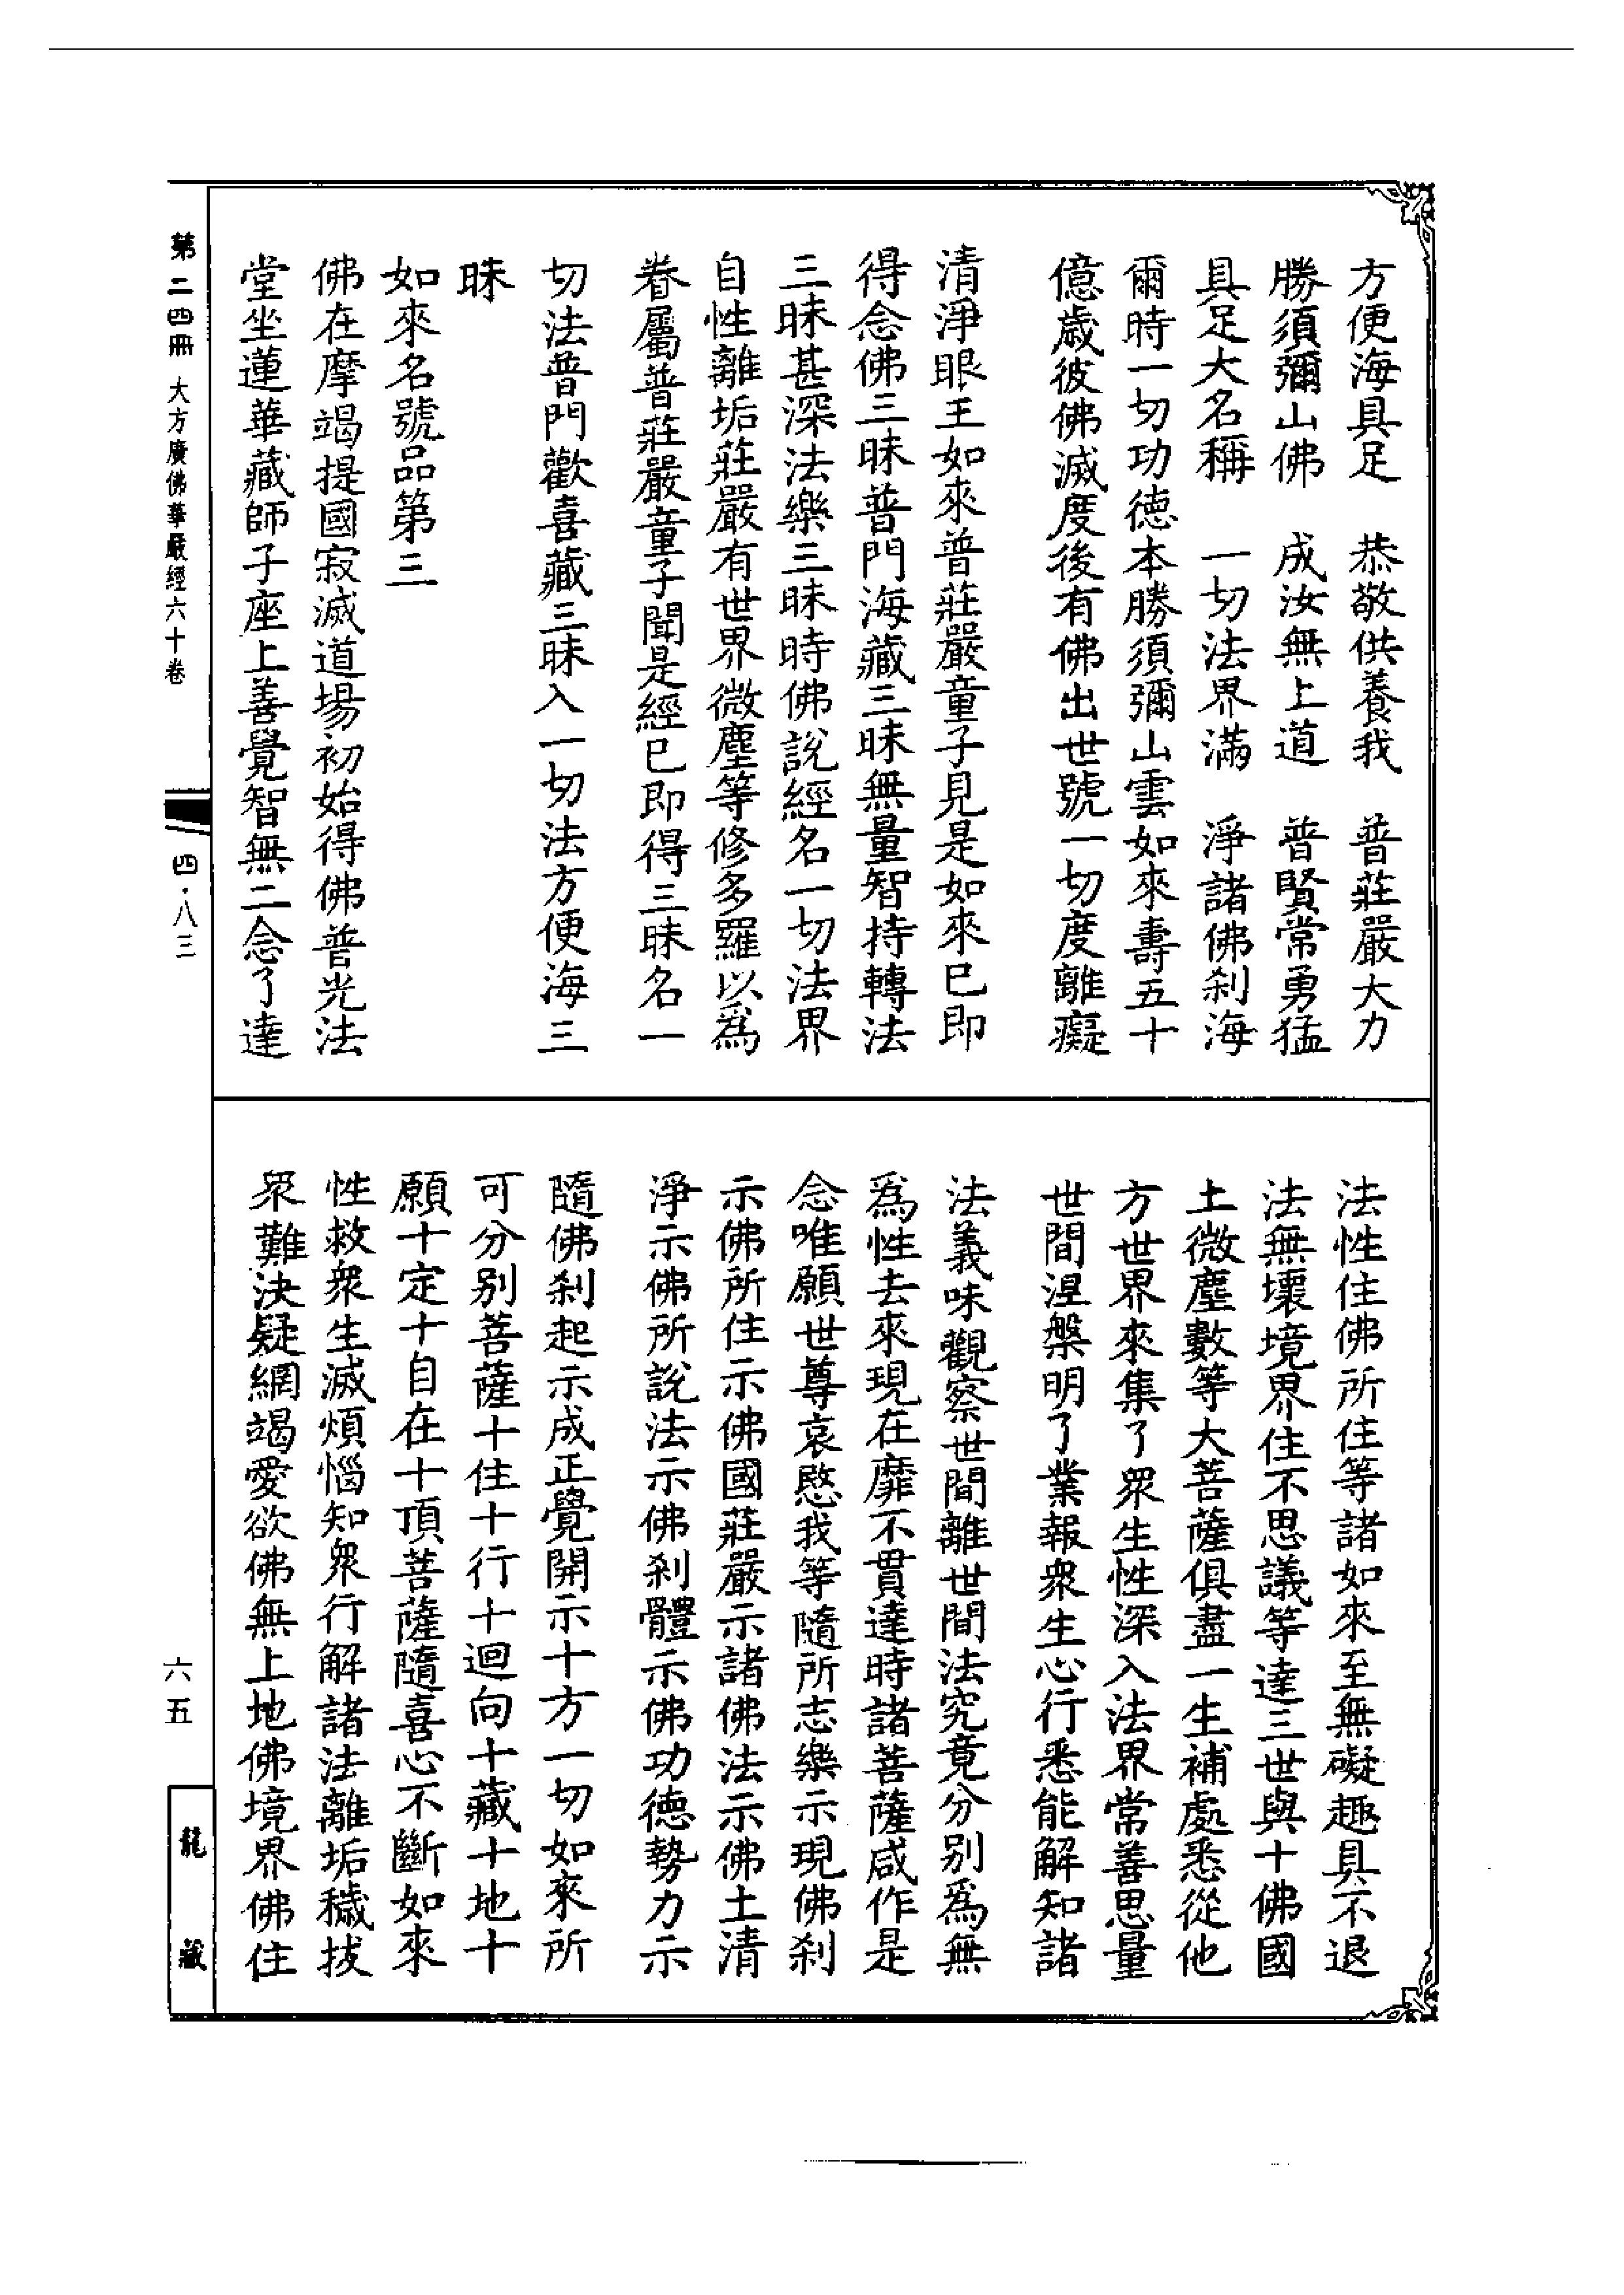 方便海具足　恭敬供養我　普莊嚴大力
勝須彌山佛　成汝無上道　普賢常勇猛
具足大名稱　一切法界滿　淨諸佛刹海
爾時一切功德本勝須彌山雲如來壽五十
億歲彼佛滅度後有佛出世號一切度離癡
清淨眼王如來普莊嚴童子見是如來已即
得念佛三昧普門海藏三昧無量智持轉法
三昧甚深法樂三昧時佛說經名一切法界
自性離垢莊嚴有世界微塵等修多羅以爲
眷屬普莊嚴童子聞是經已即得三昧名一
切法普門歡喜藏三昧入一切法方便海三
昧
如來名號品第三
佛在摩竭提國寂滅道場初始得佛普光法
堂坐蓮華藏師子座上善覺智無二念了達
法性住佛所住等諸如來至無礙趣具不退
法無壞境界住不思議等達三世與十佛國
土微塵數等大菩薩俱盡一生補處悉從他
方世界來集了眾生性深入法界常善思量
世間涅槃明了業報眾生心行悉能解知諸
法義味觀察世間離世間法究竟分別爲無
爲性去來現在靡不貫達時諸菩薩咸作是
念唯願世尊哀愍我等隨所志樂示現佛刹
示佛所住示佛國莊嚴示諸佛法示佛土清
淨示佛所說法示佛刹體示佛功德勢力示
隨佛刹起示成正覺開示十方一切如來所
可分別菩薩十住十行十迴向十藏十地十
願十定十自在十頂菩薩隨喜心不斷如來
性救眾生滅煩惱知眾行解諸法離垢穢拔
眾難決疑網竭愛欲佛無上地佛境界佛住
第二四冊　大方廣佛華嚴經六十卷
四·八三
六五
龍藏